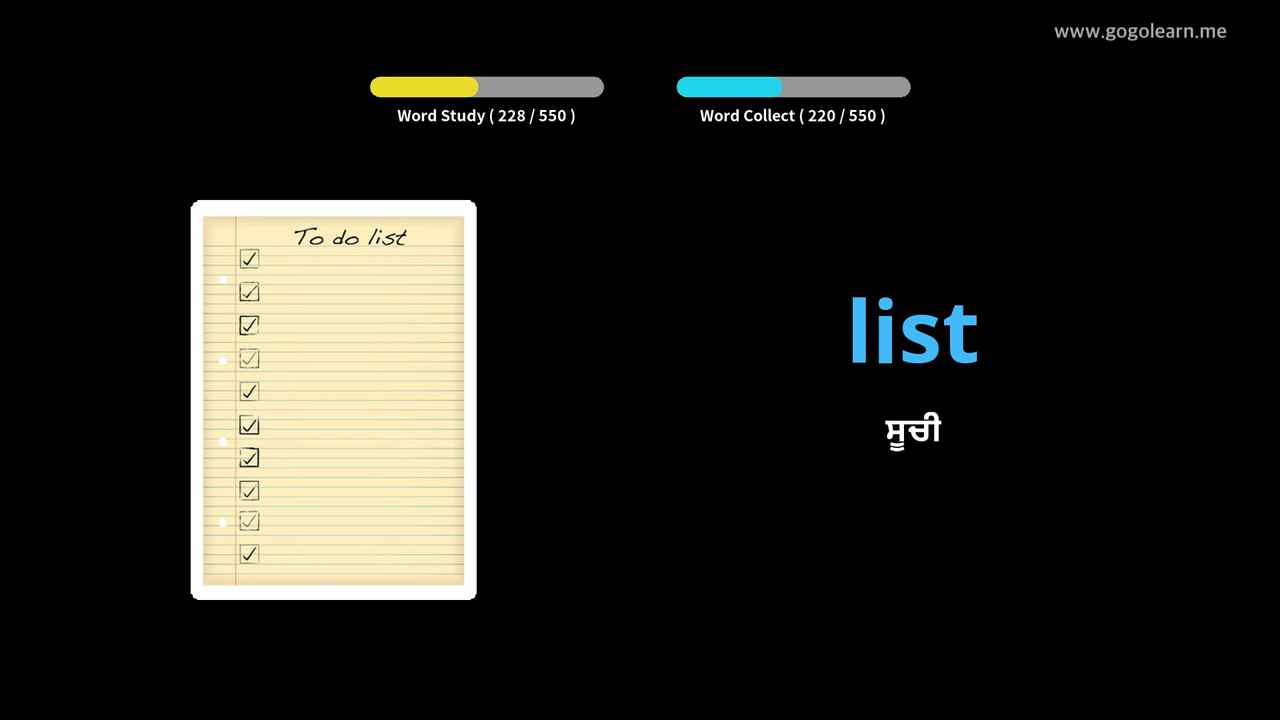 www.gogolearn.me
Word Study ( 228 / 550 )
Word Collect ( 220 / 550 )
To do list
list
ਸੂਚੀ